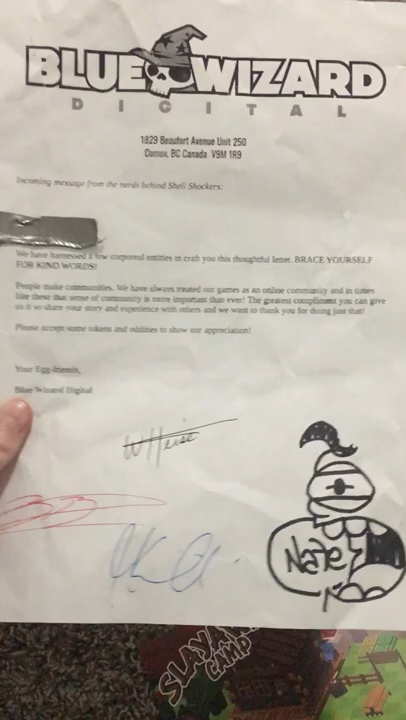 BLUE WIZARD
DIGITAL
1829 Beaufort Avenue Unit 250
Comox, BC Canada V9M 1R9
Incoming message from the nerds behind Shell Shockers:
We have harnessed a few corporeal entities to craft you this thoughtful letter. BRACE YOURSELF
FOR KIND WORDS!
People make communities. We have always treated our games as an online community and in times
like these that sense of community is more important than ever! The greatest compliment you can give
us is to share your story and experience with others and we want to thank you for doing just that!
Please accept some tokens and oddities to show our appreciation!
Your Egg-friends,
Blue Wizard Digital
Nate
CAMP